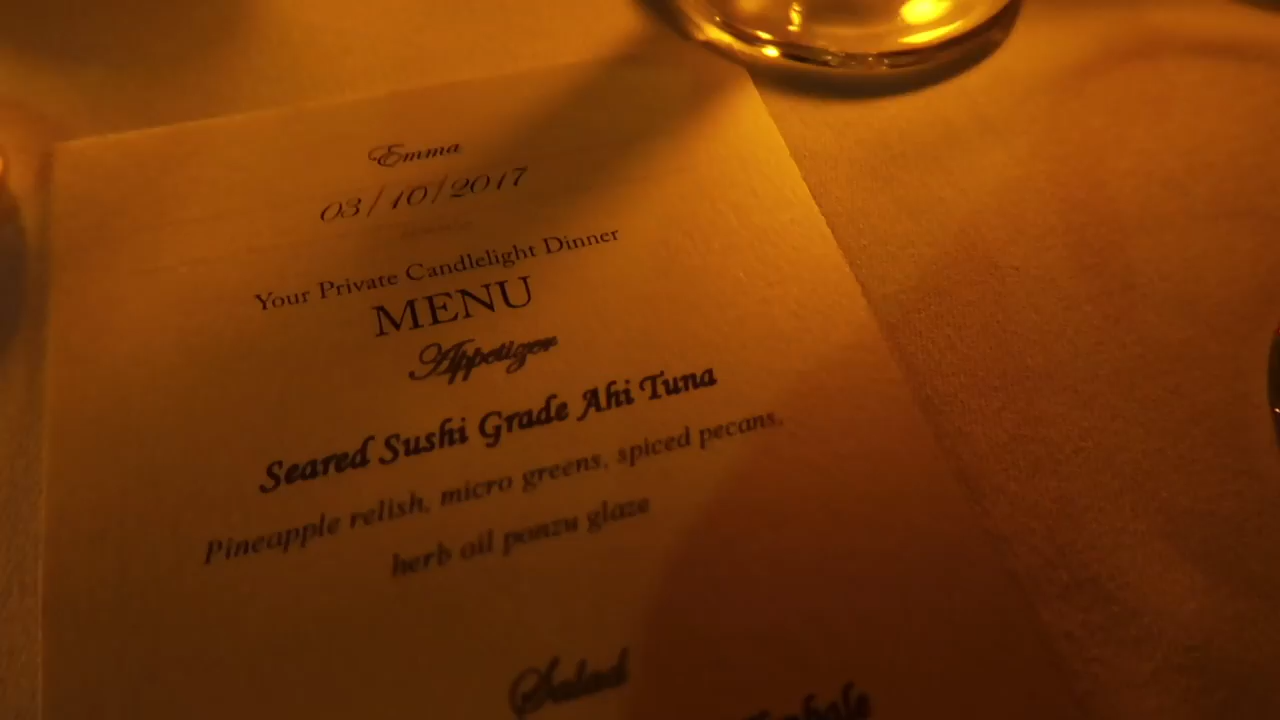 Emma
03/10/2017
Your Private Candlelight Dinner
MENU
Appetizer
Seared Sushi Grade Ahi Tuna
Pineapple relish, micro greens, spiced pecans,
herb oil ponzu glaze
Salad